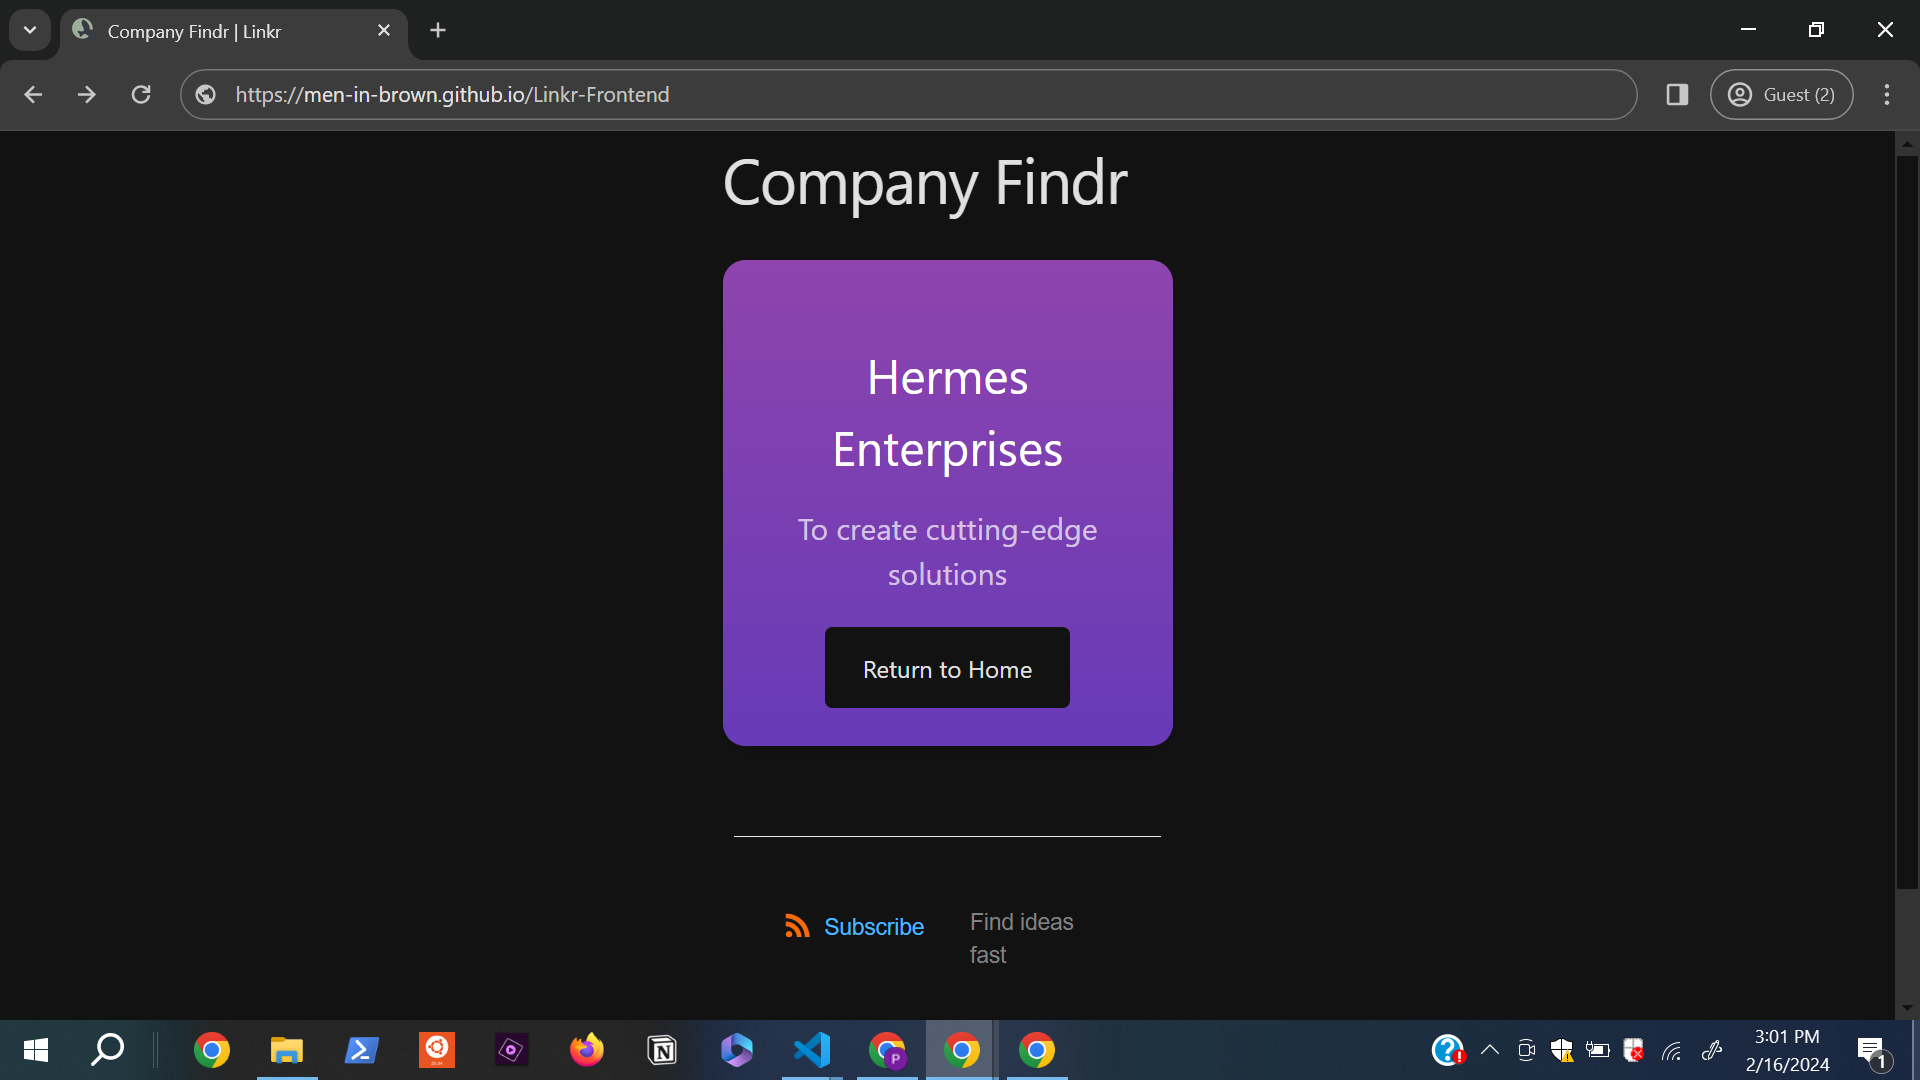 Company Findr | Linkr
https://men-in-brown.github.io/Linkr-Frontend
Guest (2)
Company Findr
Hermes
Enterprises
To create cutting-edge
solutions
Return to Home
Subscribe
Find ideas
fast
3:01 PM
2/16/2024
1